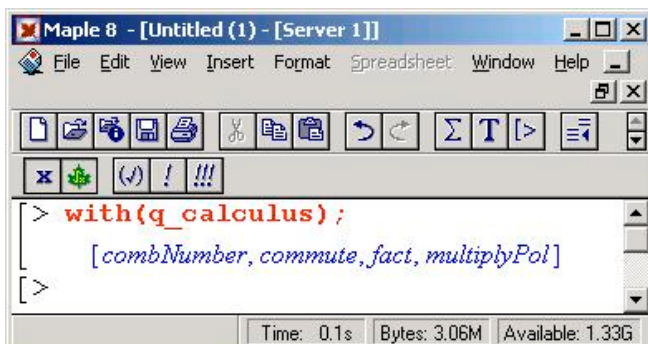 Maple 8 - [Untitled (1) - [Server 1]]
File Edit View Insert Format Spreadsheet Window Help
Σ T [>
x (√) ! !!!
[> with(q_calculus);
[combNumber, commute, fact, multiplyPol]
[>
Time: 0.1s Bytes: 3.06M Available: 1.33G